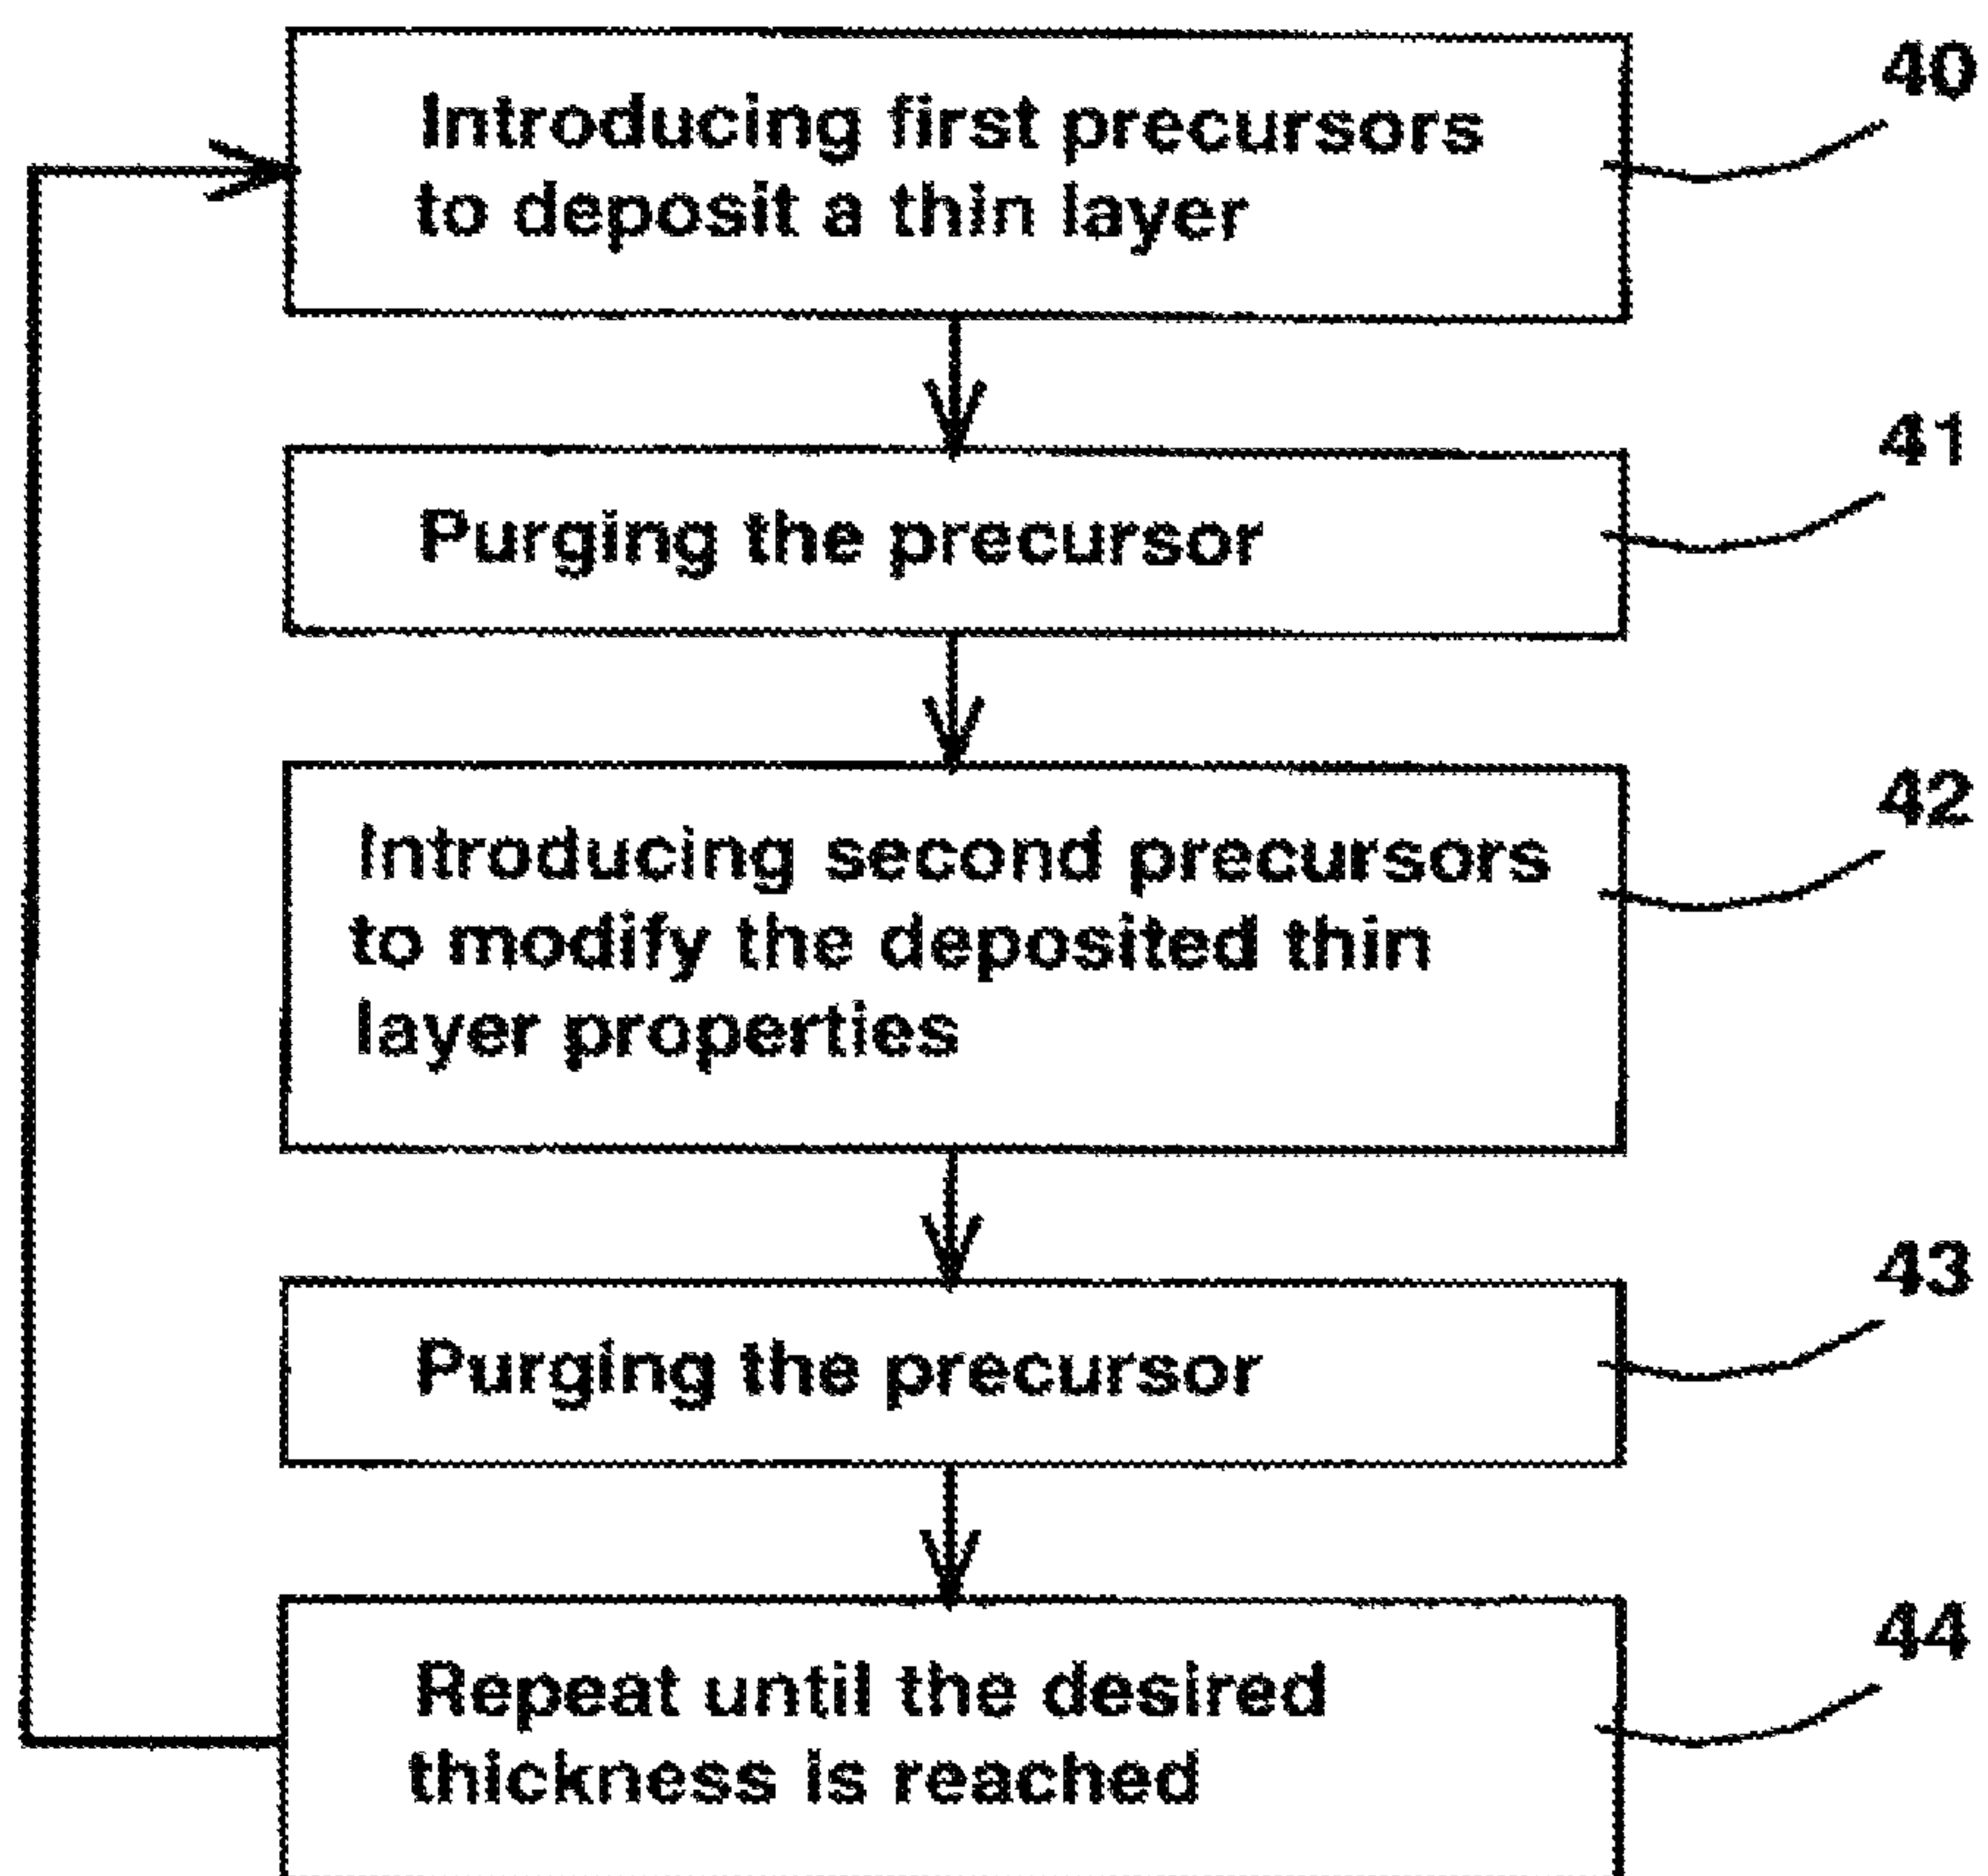 Introducing first precursors
to deposit a thin layer
40
Purging the precursor
41
Introducing second precursors
to modify the deposited thin
layer properties
42
Purging the precursor
43
Repeat until the desired
thickness is reached
44